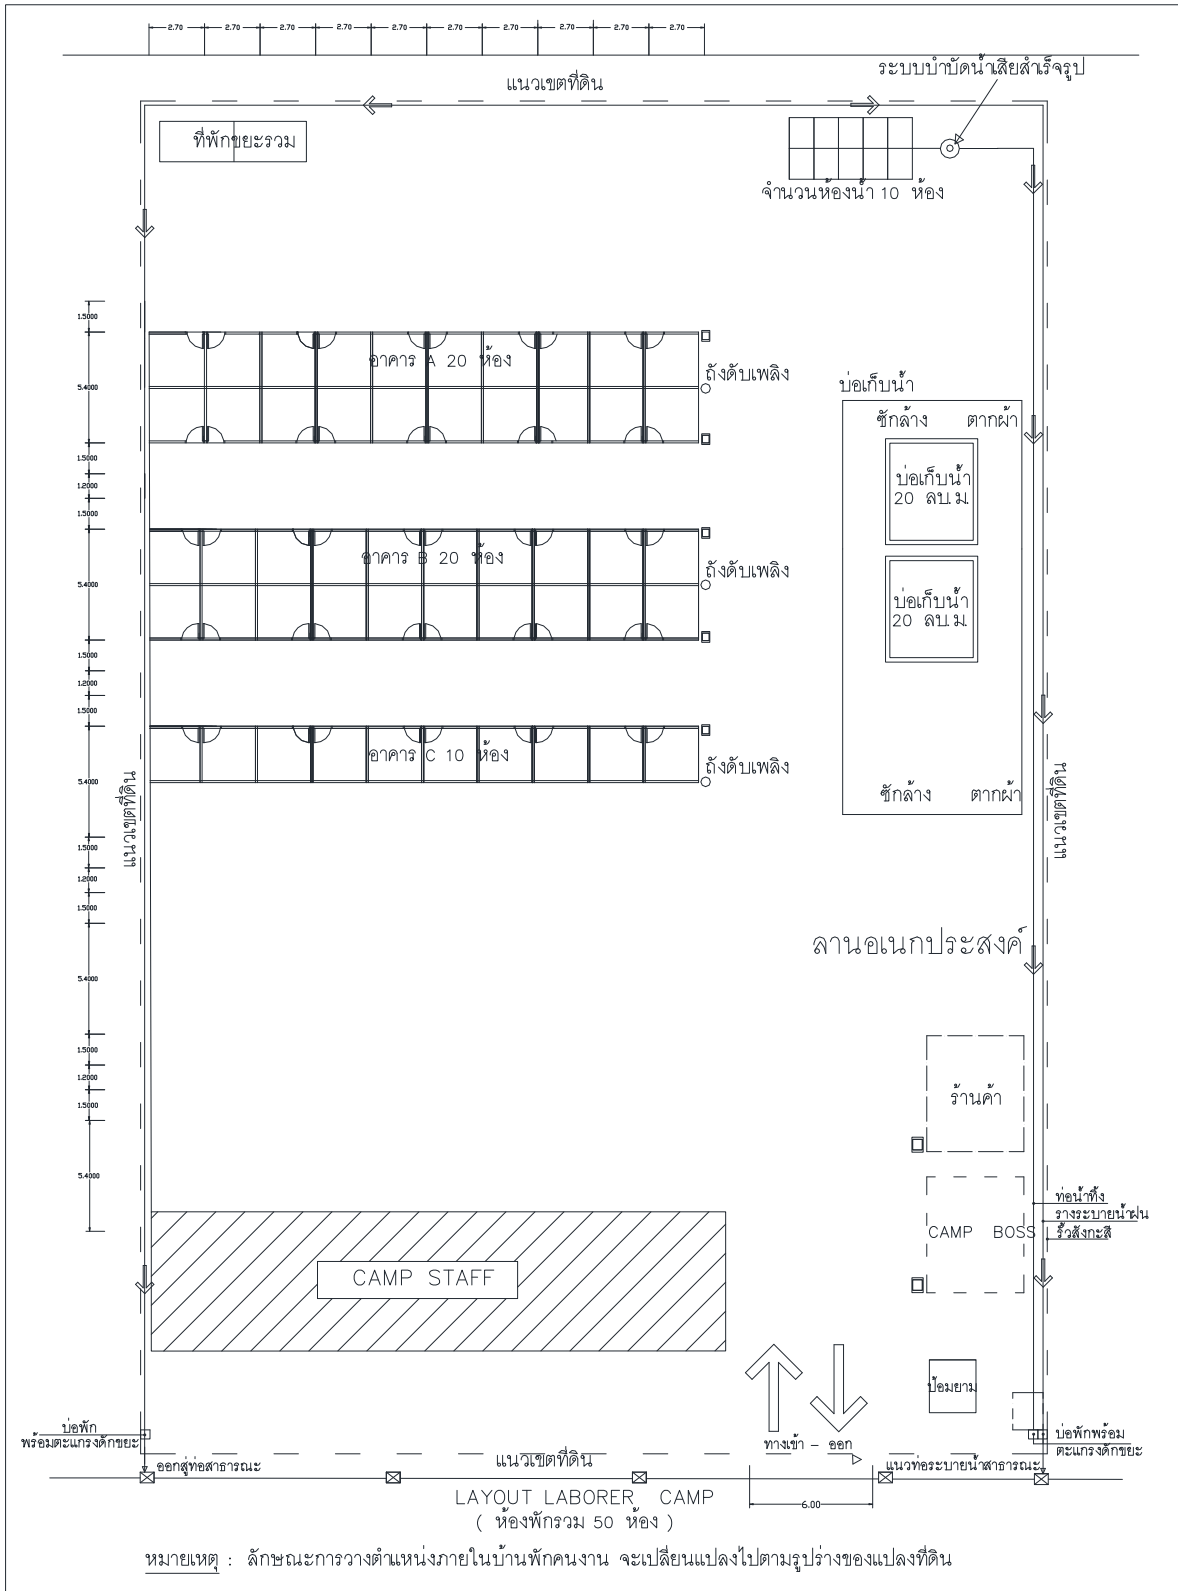 2.70 2.70 2.70 2.70 2.70 2.70 2.70 2.70 2.70 2.70
แนวเขตที่ดิน
ระบบบำบัดน้ำเสียสำเร็จรูป
ที่พักขยะรวม
จำนวนห้องน้ำ 10 ห้อง
1.5000
อาคาร A 20 ห้อง
ถังดับเพลิง
5.4000
บ่อเก็บน้ำ
ซักล้าง ตากผ้า
1.5000
1.2000
1.5000
บ่อเก็บน้ำ
20 ลบ.ม.
อาคาร B 20 ห้อง
ถังดับเพลิง
5.4000
บ่อเก็บน้ำ
20 ลบ.ม.
1.5000
1.2000
1.5000
อาคาร C 10 ห้อง
ถังดับเพลิง
5.4000
ซักล้าง ตากผ้า
แนวเขตที่ดิน
แนวเขตที่ดิน
1.5000
1.2000
1.5000
ลานอเนกประสงค์
5.4000
1.5000
1.2000
1.5000
ร้านค้า
5.4000
ท่อน้ำทิ้ง
รางระบายน้ำฝน
รั้วสังกะสี
CAMP BOSS
CAMP STAFF
ป้อมยาม
บ่อพัก
พร้อมตะแกรงดักขยะ
บ่อพักพร้อม
ตะแกรงดักขยะ
ทางเข้า - ออก
ออกสู่ท่อสาธารณะ
แนวเขตที่ดิน
แนวท่อระบายน้ำสาธารณะ
6.00
LAYOUT LABORER CAMP
( ห้องพักรวม 50 ห้อง )
หมายเหตุ : ลักษณะการวางตำแหน่งภายในบ้านพักคนงาน จะเปลี่ยนแปลงไปตามรูปร่างของแปลงที่ดิน